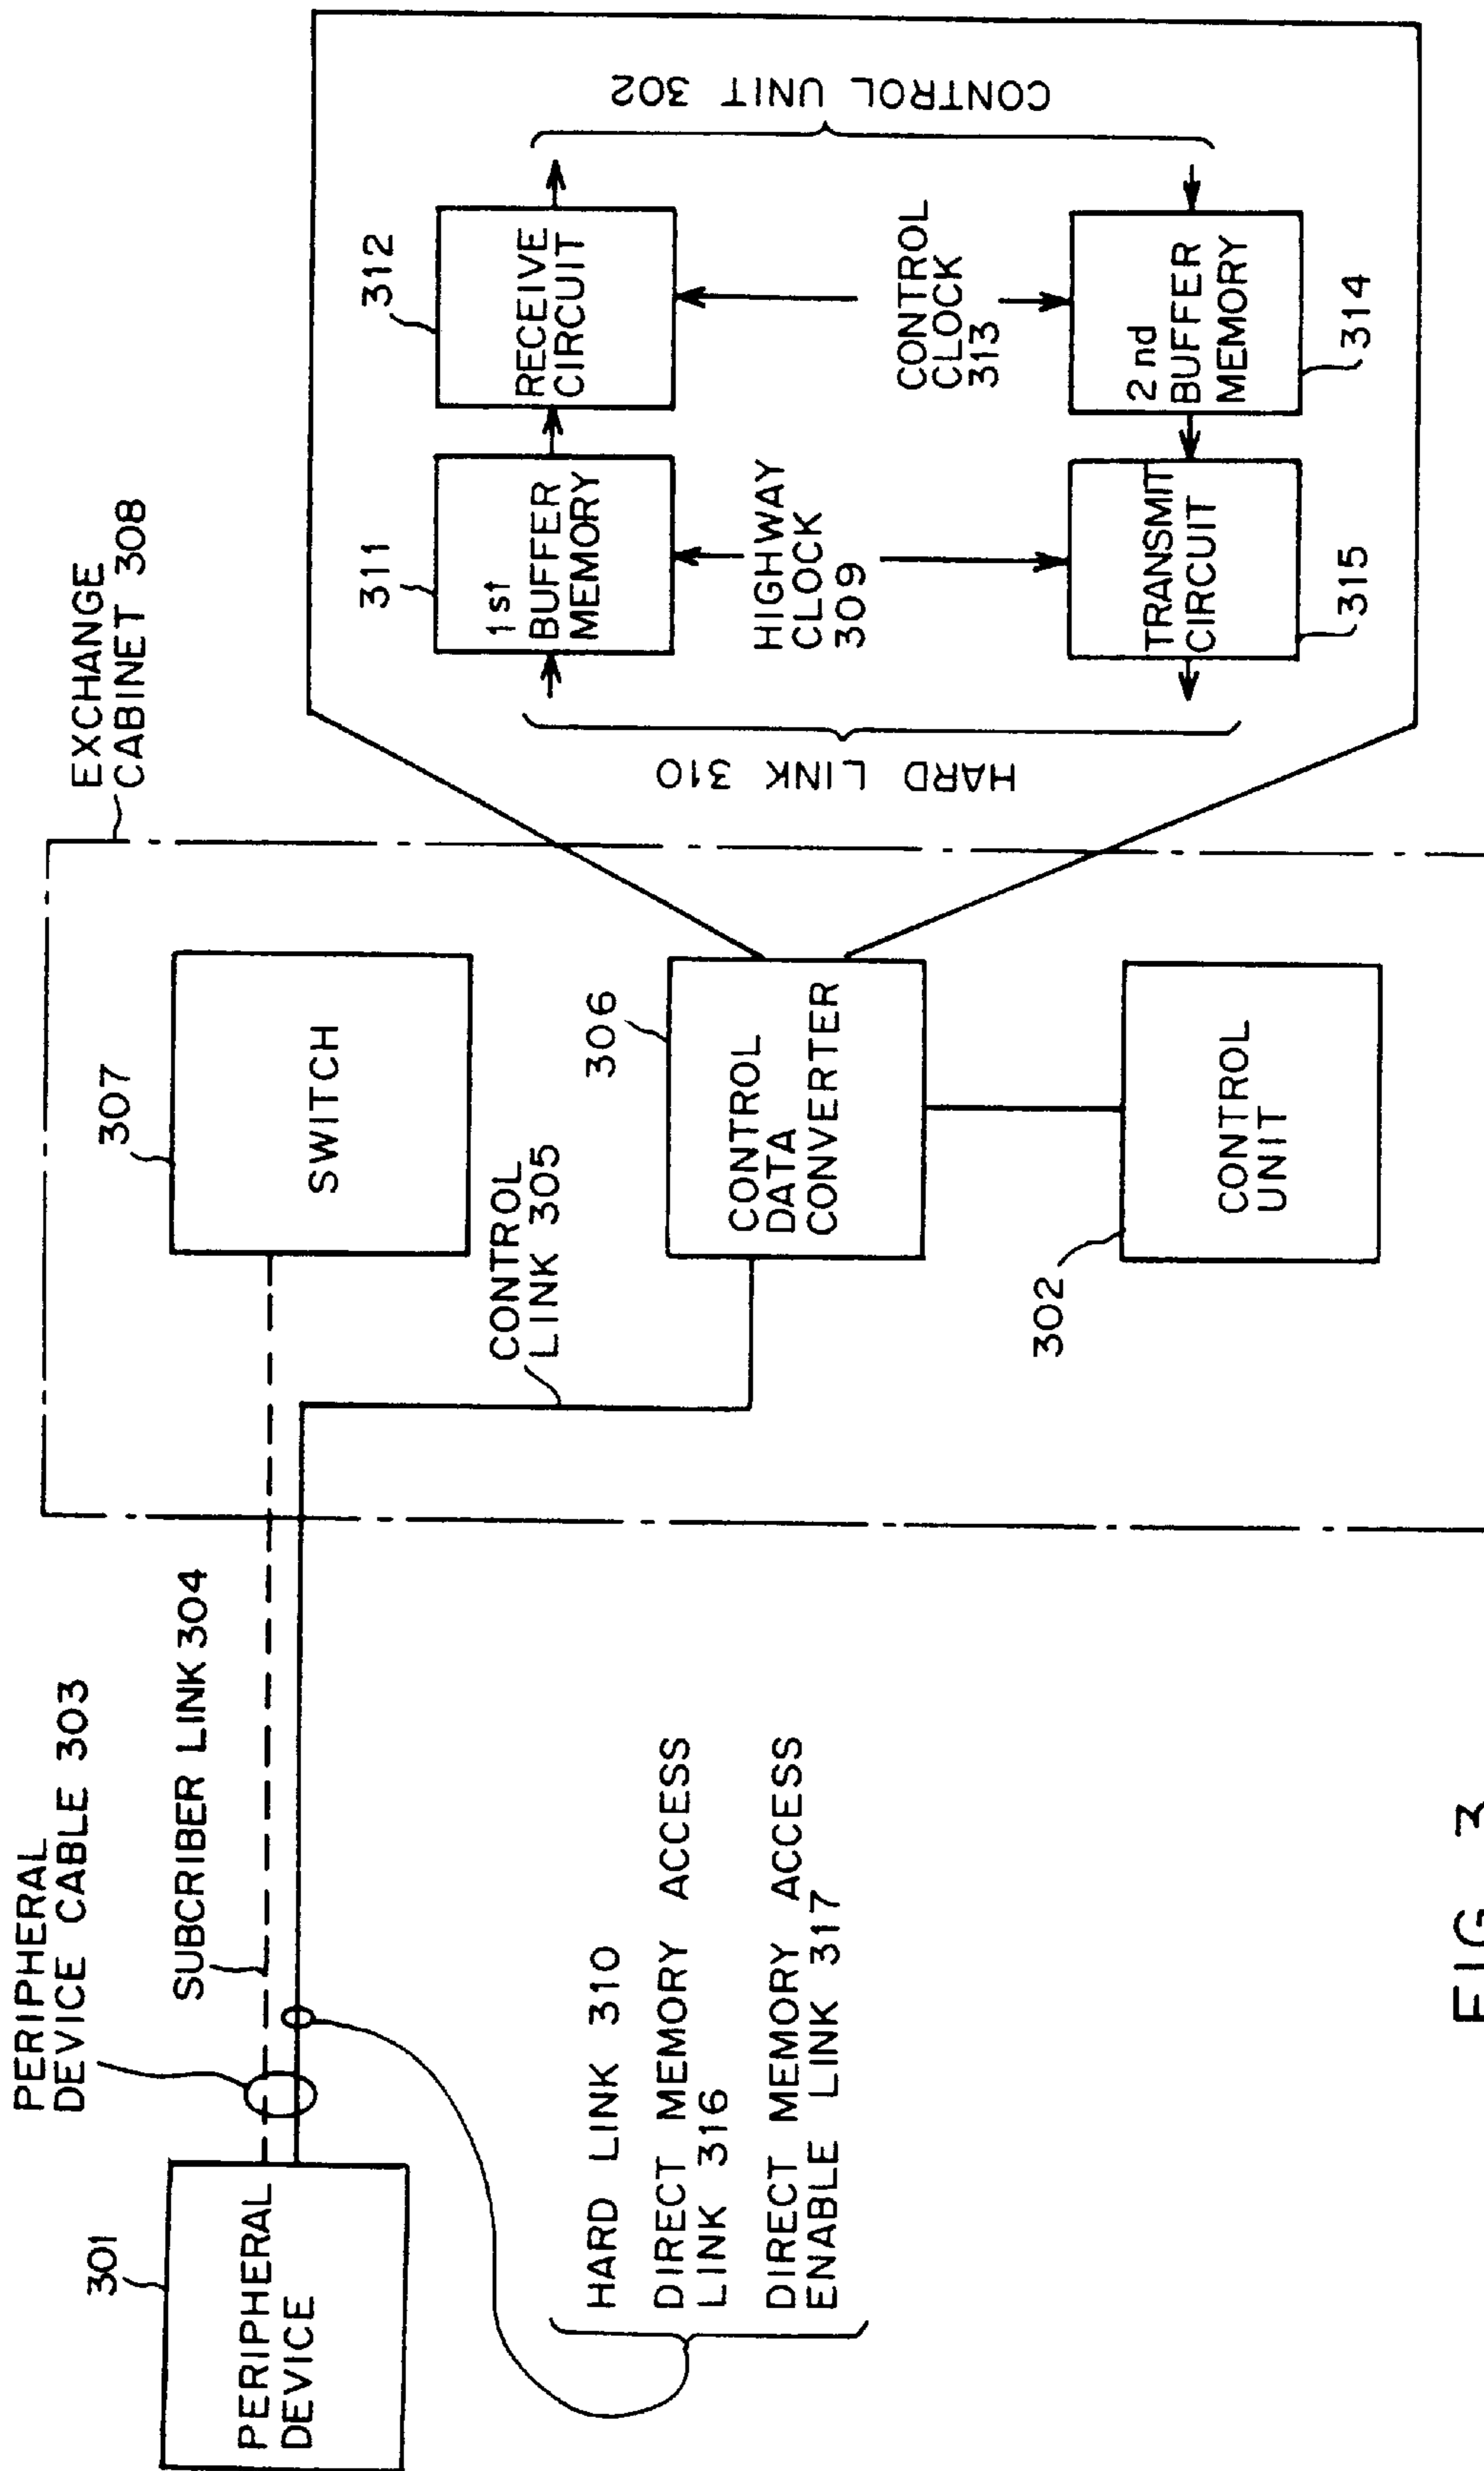 PERIPHERAL
DEVICE CABLE 303
SUBCRIBER LINK 304
301
PERIPHERAL
DEVICE
HARD LINK 310
DIRECT MEMORY ACCESS
LINK 316
DIRECT MEMORY ACCESS
ENABLE LINK 317
EXCHANGE
CABINET 308
307
SWITCH
CONTROL
LINK 305
306
CONTROL
DATA
CONVERTER
302
CONTROL
UNIT
HARD LINK 310
311
1st
BUFFER
MEMORY
312
RECEIVE
CIRCUIT
HIGHWAY
CLOCK
309
CONTROL
CLOCK
313
TRANSMIT
CIRCUIT
315
2nd
BUFFER
MEMORY
314
CONTROL UNIT 302
FIG. 3